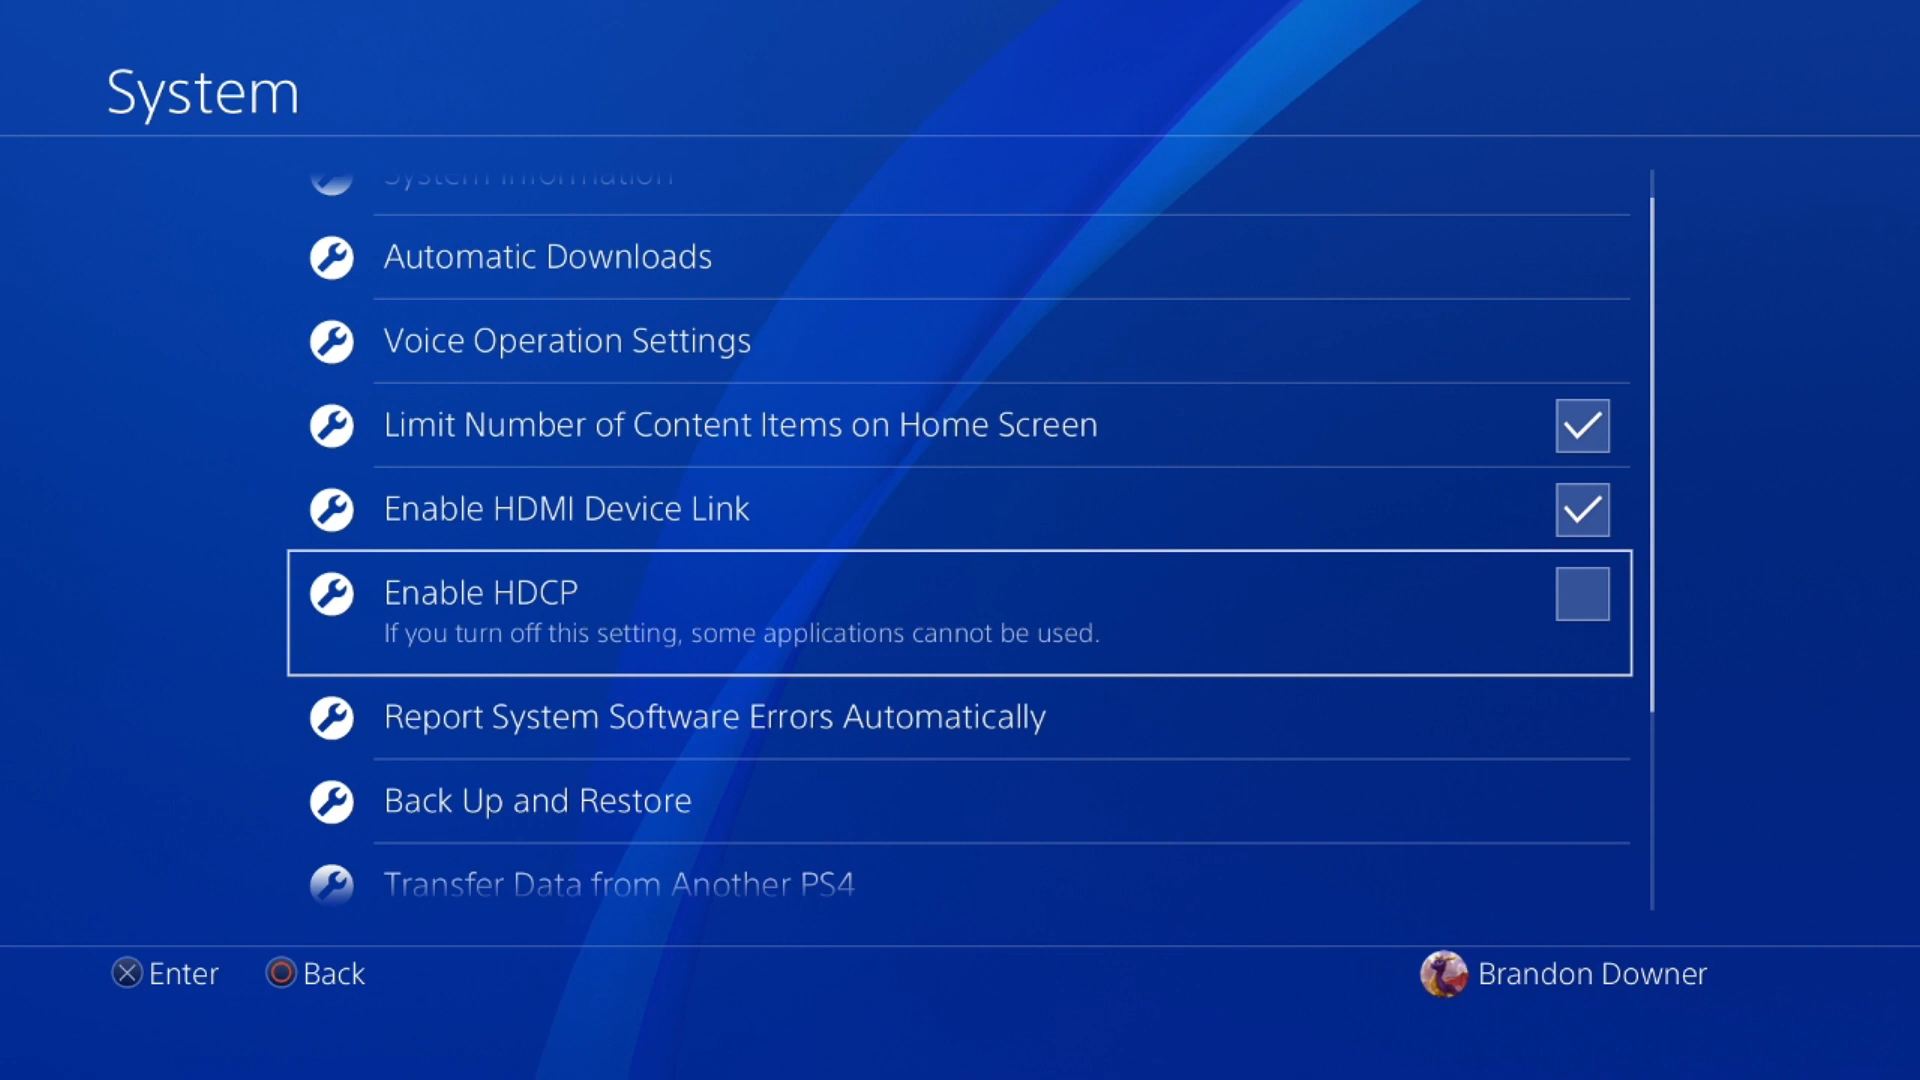 System
System Information
Automatic Downloads
Voice Operation Settings
Limit Number of Content Items on Home Screen
Enable HDMI Device Link
Enable HDCP
If you turn off this setting, some applications cannot be used.
Report System Software Errors Automatically
Back Up and Restore
Transfer Data from Another PS4
Enter Back Brandon Downer